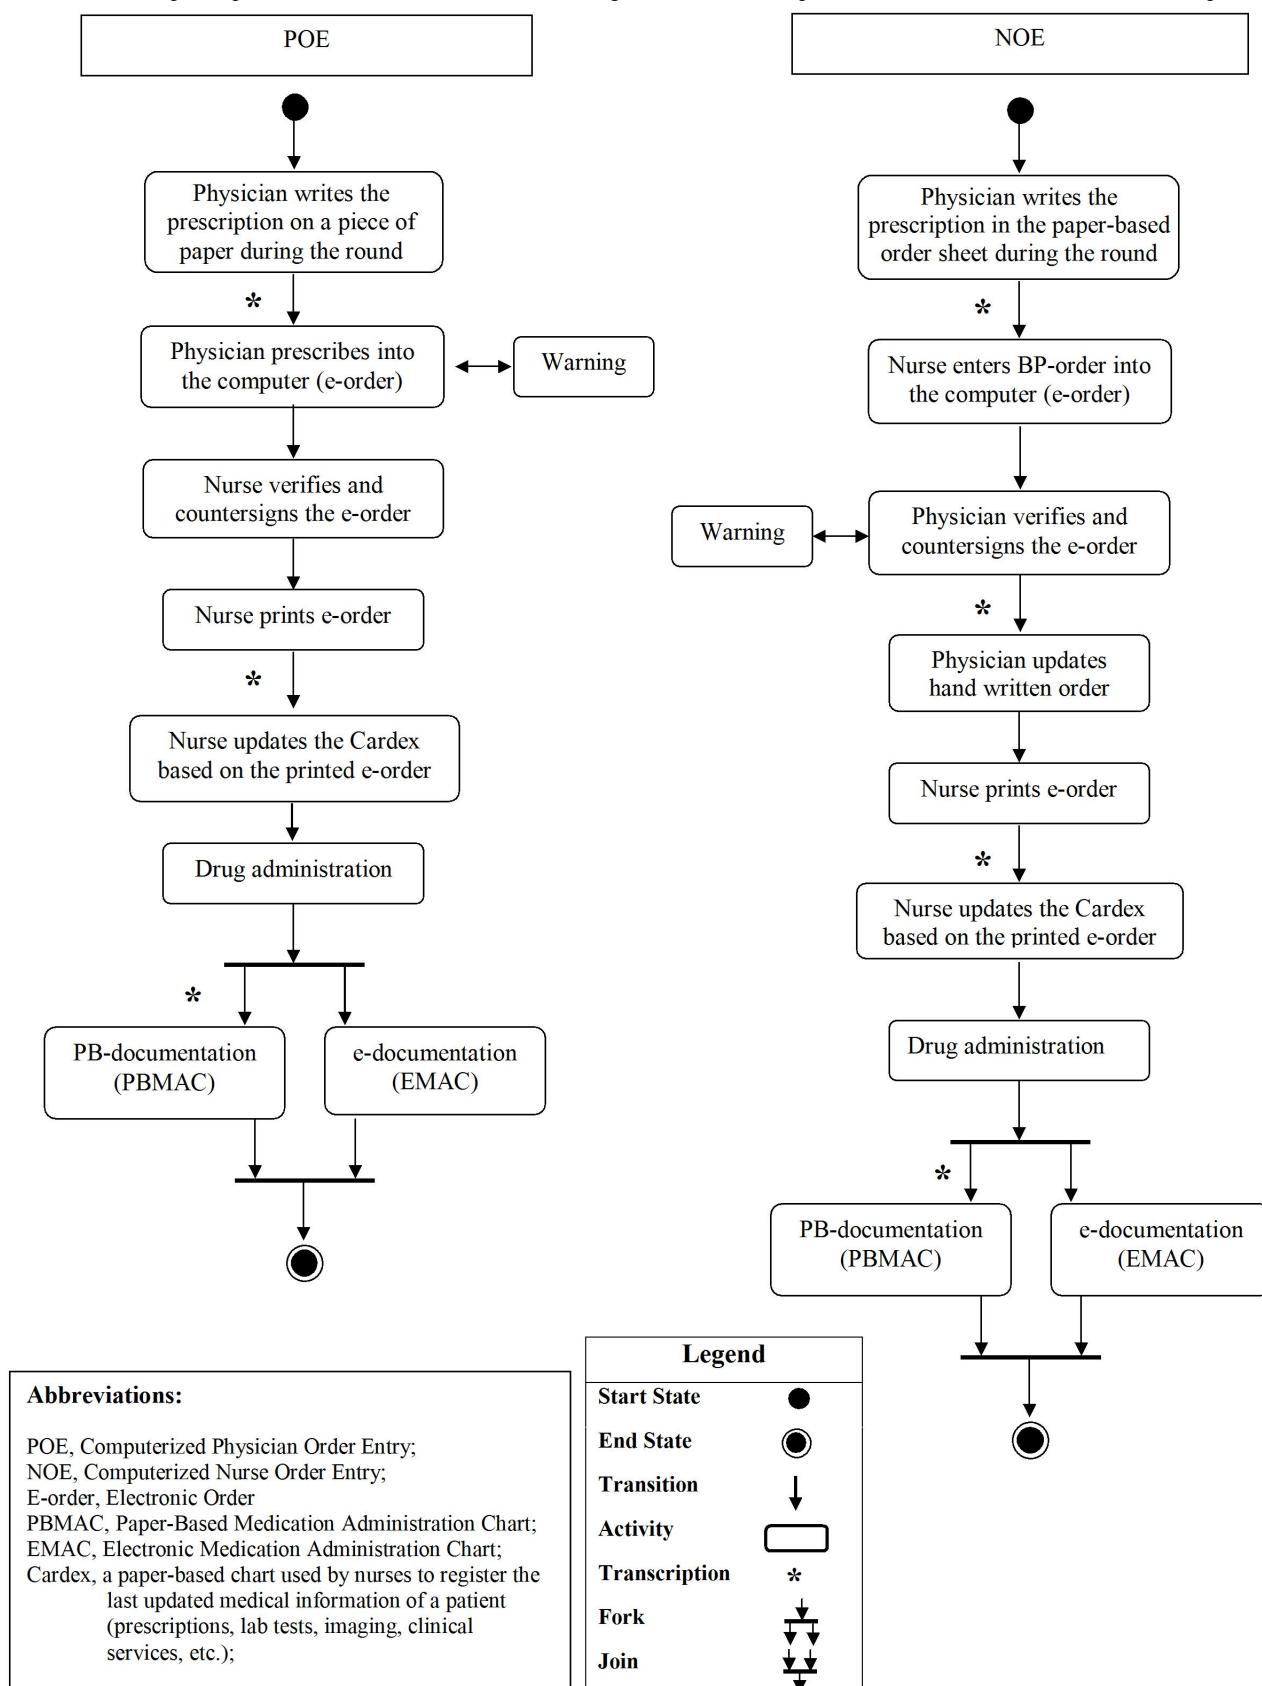 POE
Physician writes the
prescription on a piece of
paper during the round
*
Physician prescribes into
the computer (e-order)
Warning
Nurse verifies and
countersigns the e-order
Nurse prints e-order
*
Nurse updates the Cardex
based on the printed e-order
Drug administration
*
PB-documentation
(PBMAC)
e-documentation
(EMAC)
NOE
Physician writes the
prescription in the paper-based
order sheet during the round
*
Nurse enters BP-order into
the computer (e-order)
Warning
Physician verifies and
countersigns the e-order
*
Physician updates
hand written order
Nurse prints e-order
*
Nurse updates the Cardex
based on the printed e-order
Drug administration
*
PB-documentation
(PBMAC)
e-documentation
(EMAC)
Abbreviations:
POE, Computerized Physician Order Entry;
NOE, Computerized Nurse Order Entry;
E-order, Electronic Order
PBMAC, Paper-Based Medication Administration Chart;
EMAC, Electronic Medication Administration Chart;
Cardex, a paper-based chart used by nurses to register the
last updated medical information of a patient
(prescriptions, lab tests, imaging, clinical
services, etc.);
Legend
Start State
End State
Transition
Activity
Transcription *
Fork
Join